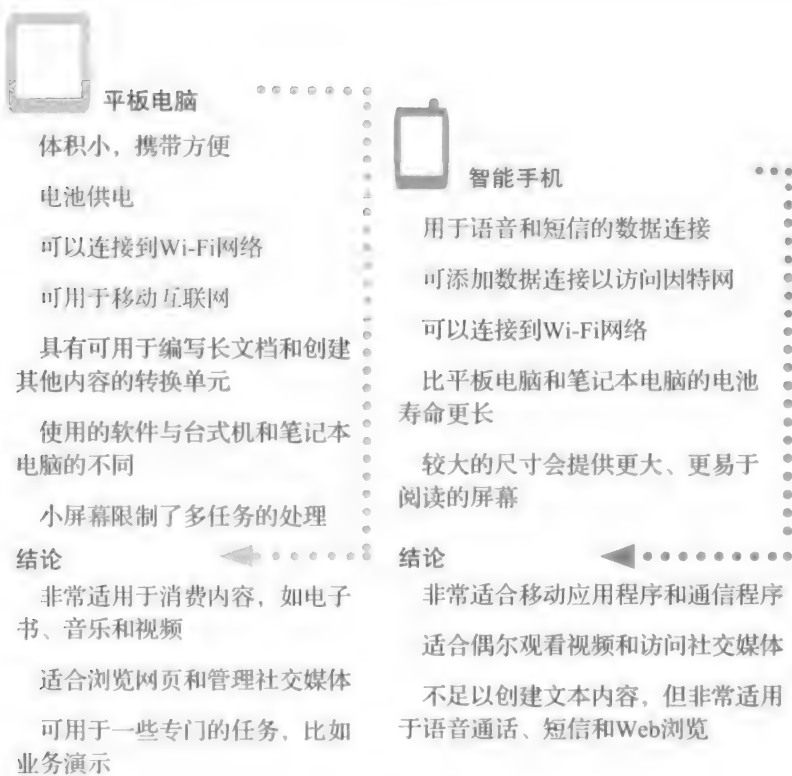 平板电脑
体积小，携带方便
电池供电
可以连接到Wi-Fi网络
可用于移动互联网
具有可用于编写长文档和创建
其他内容的转换单元
使用的软件与台式机和笔记本
电脑的不同
小屏幕限制了多任务的处理
结论
非常适用于消费内容，如电子
书、音乐和视频
适合浏览网页和管理社交媒体
可用于一些专门的任务，比如
业务演示
智能手机
用于语音和短信的数据连接
可添加数据连接以访问因特网
可以连接到Wi-Fi网络
比平板电脑和笔记本电脑的电池
寿命更长
较大的尺寸会提供更大、更易于
阅读的屏幕
结论
非常适合移动应用程序和通信程序
适合偶尔观看视频和访问社交媒体
不足以创建文本内容，但非常适用
于语音通话、短信和Web浏览